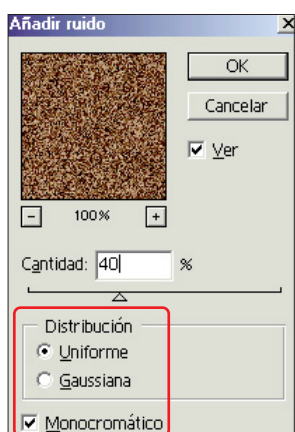 Añadir ruido
OK
Cancelar
Ver
100%
Cantidad: 40 %
Distribución
Uniforme
Gaussiana
Monocromático